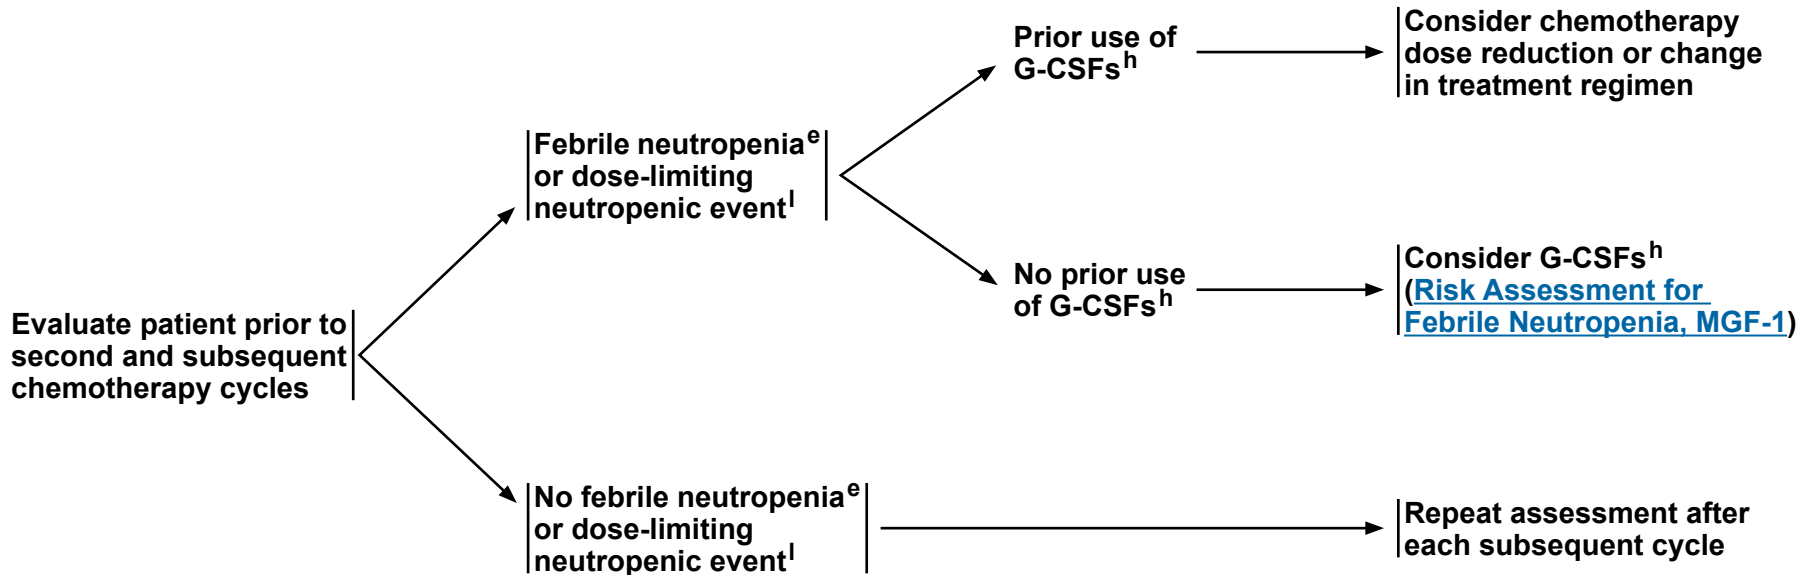 Evaluate patient prior to
second and subsequent
chemotherapy cycles
Febrile neutropeniaᵉ
or dose-limiting
neutropenic eventˡ
Prior use of
G-CSFsʰ
Consider chemotherapy
dose reduction or change
in treatment regimen
No prior use
of G-CSFsʰ
Consider G-CSFsʰ
(Risk Assessment for
Febrile Neutropenia, MGF-1)
No febrile neutropeniaᵉ
or dose-limiting
neutropenic eventˡ
Repeat assessment after
each subsequent cycle